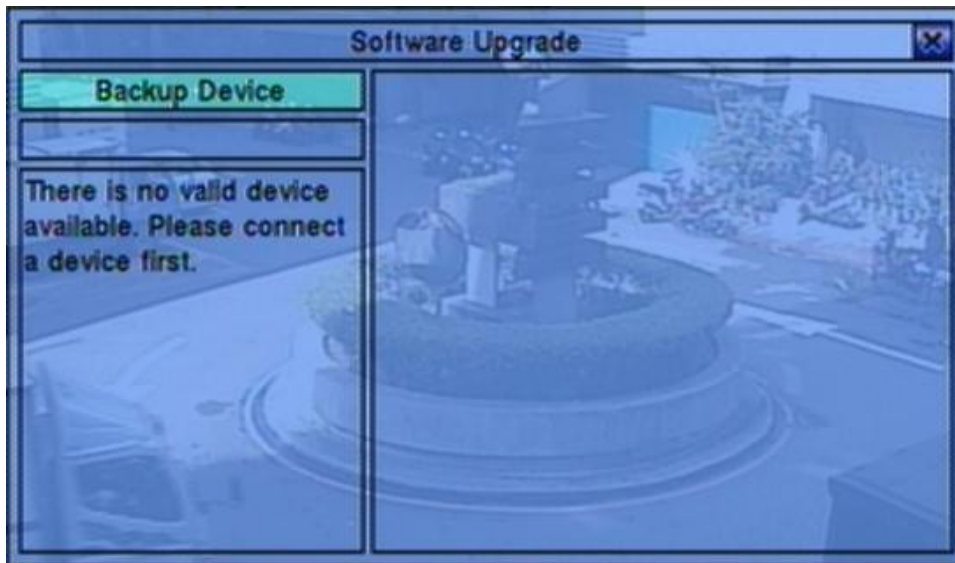 Software Upgrade
Backup Device
There is no valid device
available. Please connect
a device first.